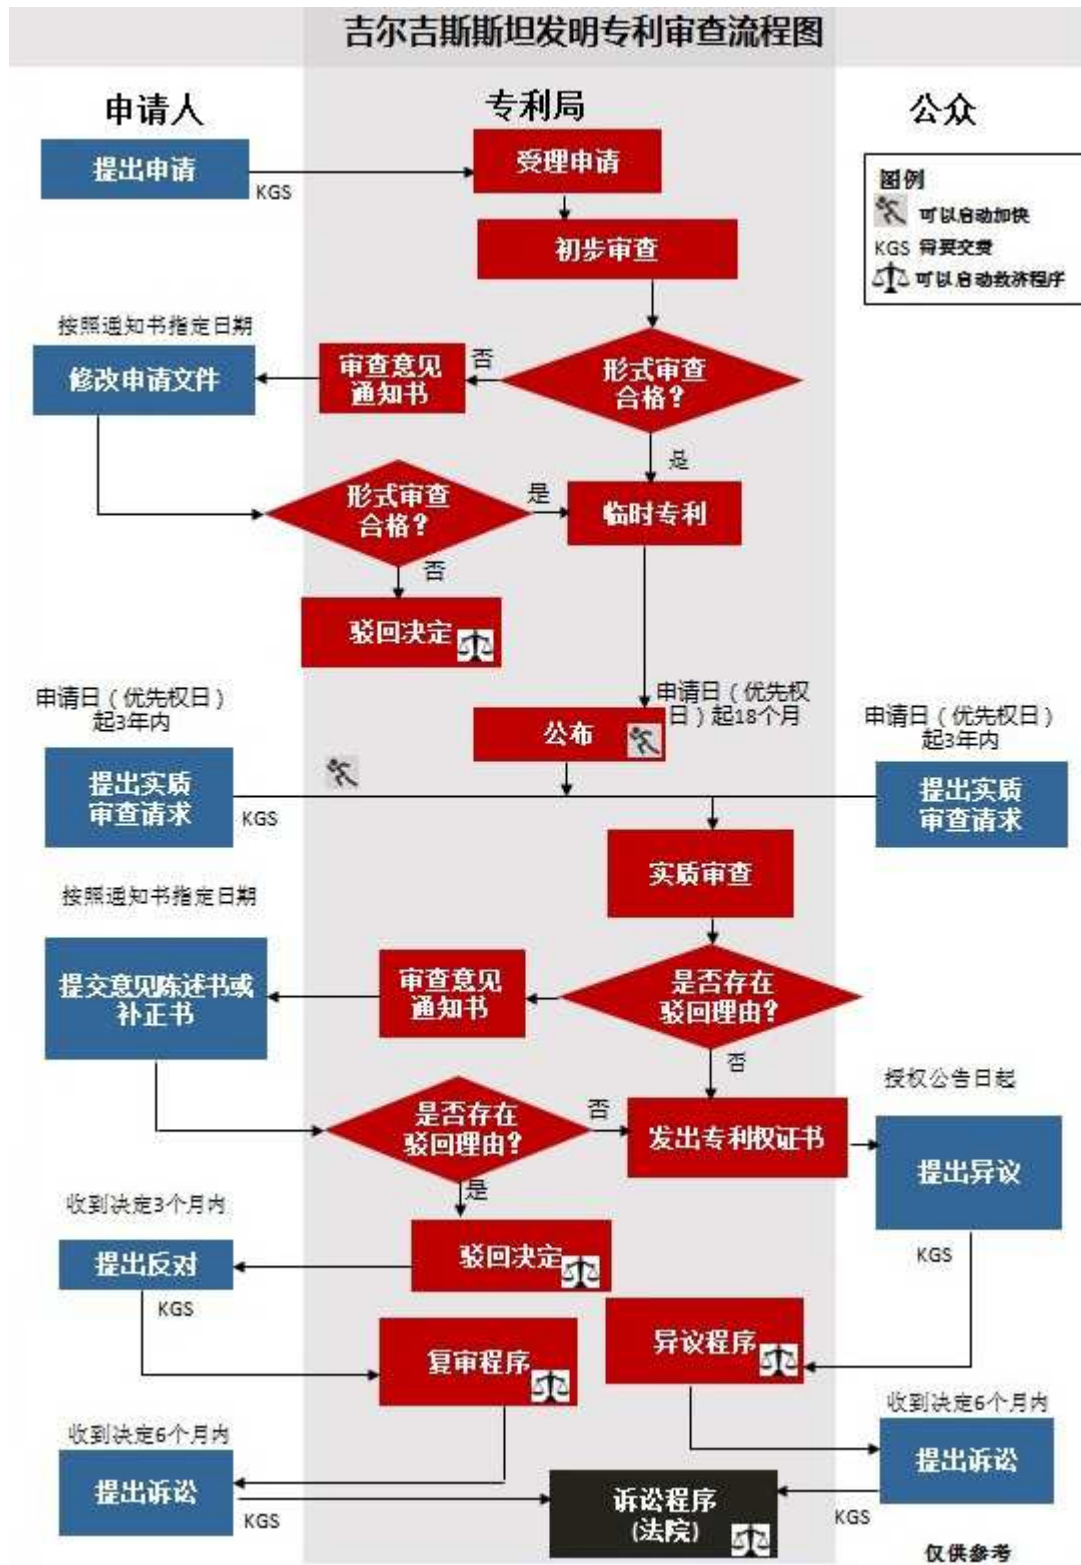 吉尔吉斯斯坦发明专利审查流程图
申请人
专利局
公众
提出申请
KGS
受理申请
图例
可以启动加快
KGS 需要交费
可以启动救济程序
初步审查
按照通知书指定日期
修改申请文件
审查意见
通知书
否
形式审查
合格？
是
形式审查
合格？
是
临时专利
否
驳回决定
申请日（优先权日）
起3年内
申请日（优先权
日）起18个月
公布
申请日（优先权日）
起3年内
提出实质
审查请求
KGS
提出实质
审查请求
实质审查
按照通知书指定日期
提交意见陈述书或
补正书
审查意见
通知书
是否存在
驳回理由？
否
授权公告日起
是否存在
驳回理由？
否
发出专利权证书
提出异议
是
收到决定3个月内
提出反对
驳回决定
KGS
KGS
复审程序
异议程序
收到决定6个月内
收到决定6个月内
提出诉讼
KGS
诉讼程序
(法院)
提出诉讼
KGS
仅供参考